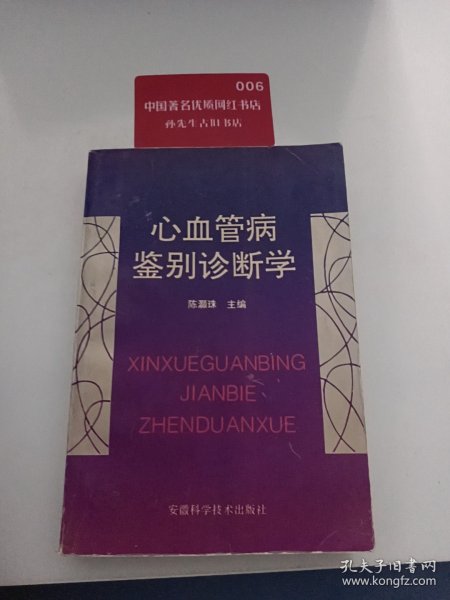 006
中国著名优质网红书店
孙先生古旧书店
心血管病
鉴别诊断学
陈灏珠 主编
XINXUEGUANBING
JIANBIE
ZHENDUANXUE
安徽科学技术出版社
孔夫子旧书网
www.kongfz.com